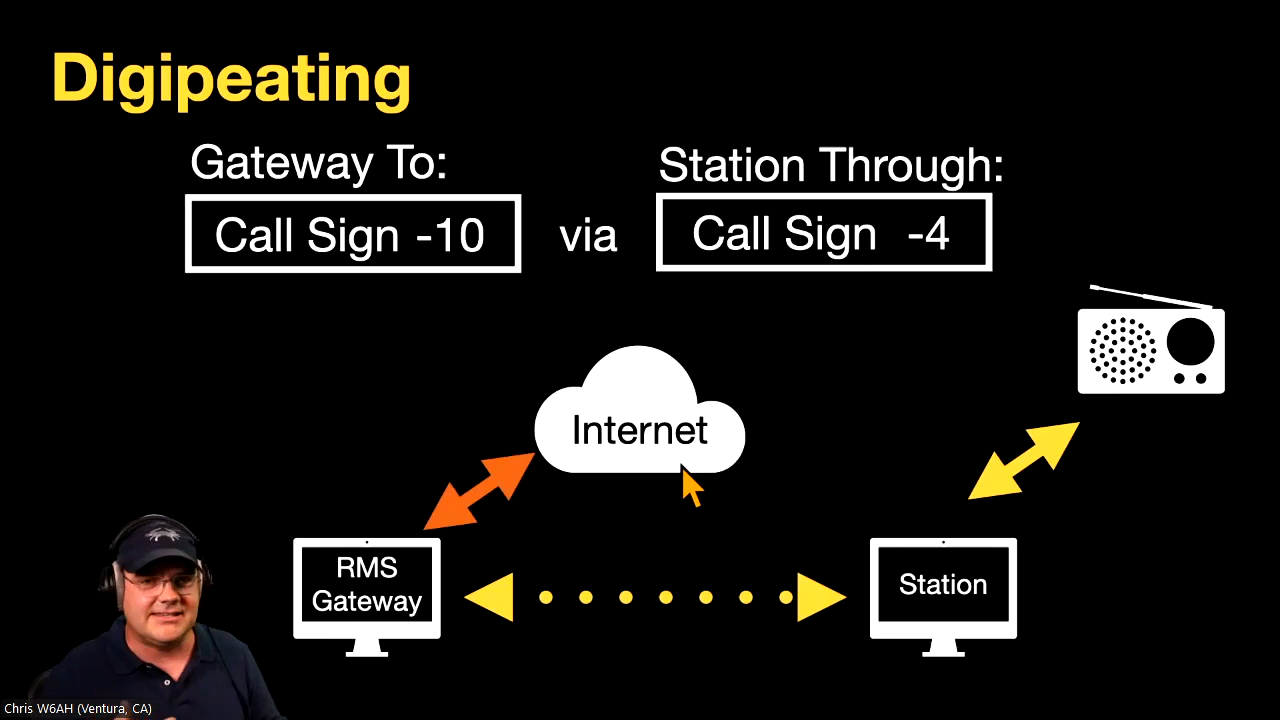 Digipeating
Gateway To:
Station Through:
Call Sign -10
via
Call Sign -4
Internet
RMS
Gateway
Station
Chris W6AH (Ventura, CA)